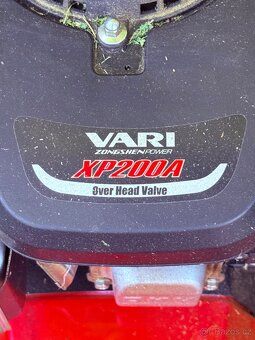 VARI
ZONGSHENPOWER
XP200A
Over Head Valve